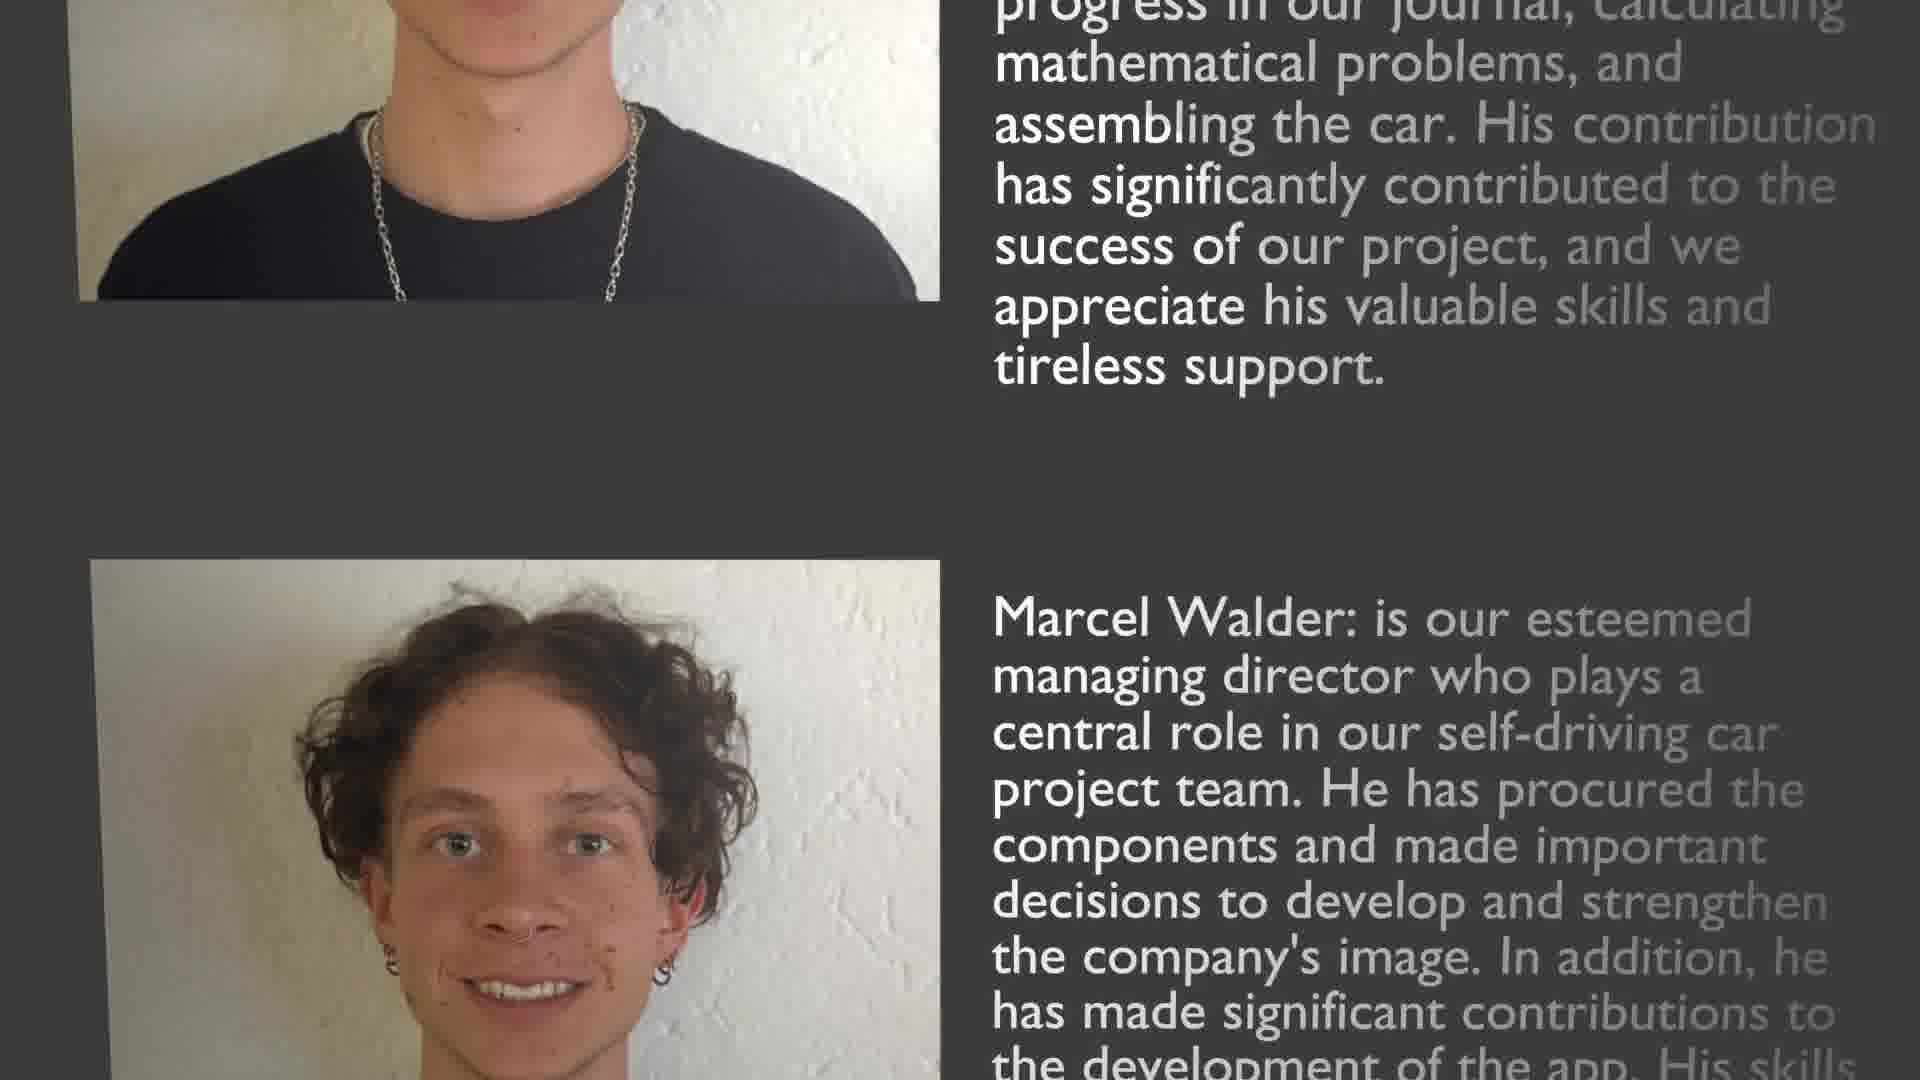 progress in our journal, calculating
mathematical problems, and
assembling the car. His contribution
has significantly contributed to the
success of our project, and we
appreciate his valuable skills and
tireless support.
Marcel Walder: is our esteemed
managing director who plays a
central role in our self-driving car
project team. He has procured the
components and made important
decisions to develop and strengthen
the company's image. In addition, he
has made significant contributions to
the development of the app. His skills